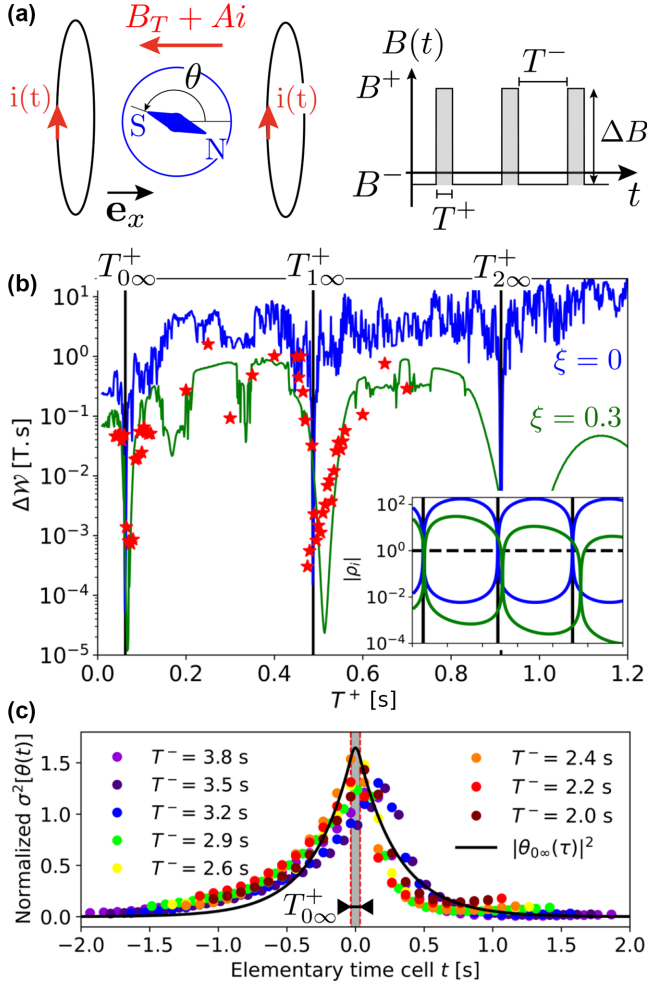 (a)
B_T + Ai
i(t)
θ
S
N
i(t)
e_x
B(t)
B^+
T^-
ΔB
B^-
t
T^+
(b)
T^+_{0∞}
T^+_{1∞}
T^+_{2∞}
10^1
10^0
10^{-1}
10^{-2}
10^{-3}
10^{-4}
10^{-5}
ΔW [T.s]
ξ = 0
ξ = 0.3
10^2
10^0
10^{-2}
10^{-4}
|ρ_i|
0.0 0.2 0.4 0.6 0.8 1.0 1.2
T^+ [s]
(c)
Normalized σ^2[θ(t)]
1.5
1.0
0.5
0.0
T^- = 3.8 s
T^- = 3.5 s
T^- = 3.2 s
T^- = 2.9 s
T^- = 2.6 s
T^- = 2.4 s
T^- = 2.2 s
T^- = 2.0 s
|θ_{0∞}(τ)|^2
T^+_{0∞}
−2.0 −1.5 −1.0 −0.5 0.0 0.5 1.0 1.5 2.0
Elementary time cell t [s]